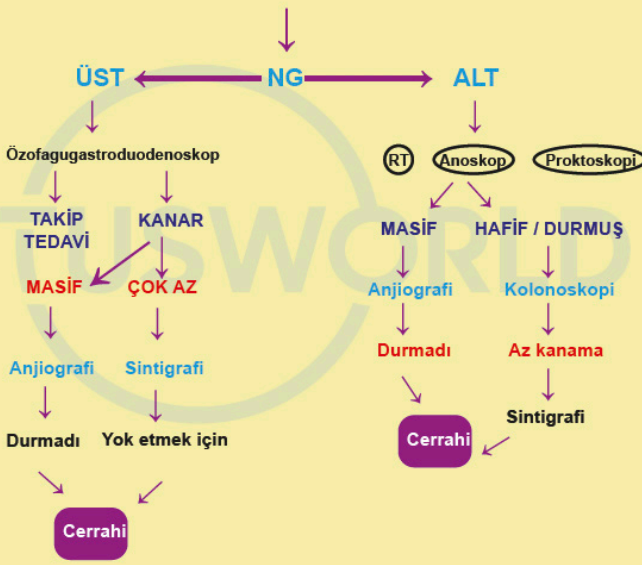 ÜST NG ALT
Özofagugastroduodenoskop
RT Anoskop Proktoskopi
TAKİP
TEDAVİ
KANAR
MASİF HAFİF / DURMUŞ
MASİF ÇOK AZ
Anjiografi Kolonoskopi
Anjiografi Sintigrafi
Durmadı Az kanama
Durmadı Yok etmek için
Sintigrafi
Cerrahi
Cerrahi
TUSWORLD